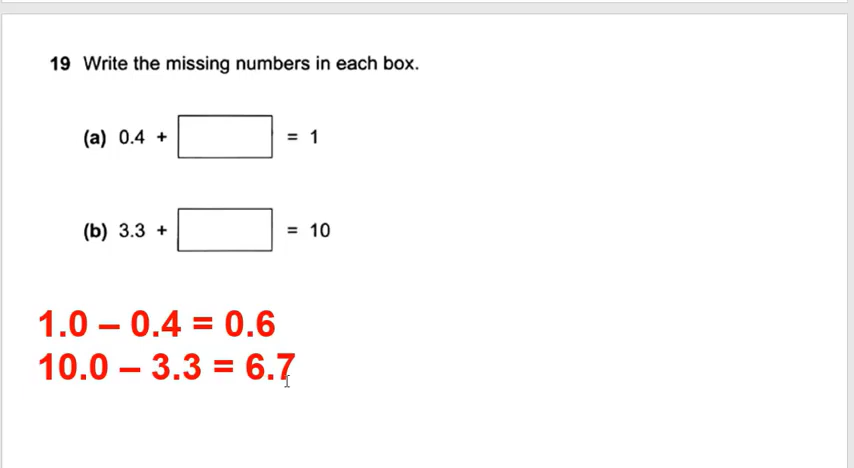 19 Write the missing numbers in each box.
(a) 0.4 + = 1
(b) 3.3 + = 10
1.0 – 0.4 = 0.6
10.0 – 3.3 = 6.7